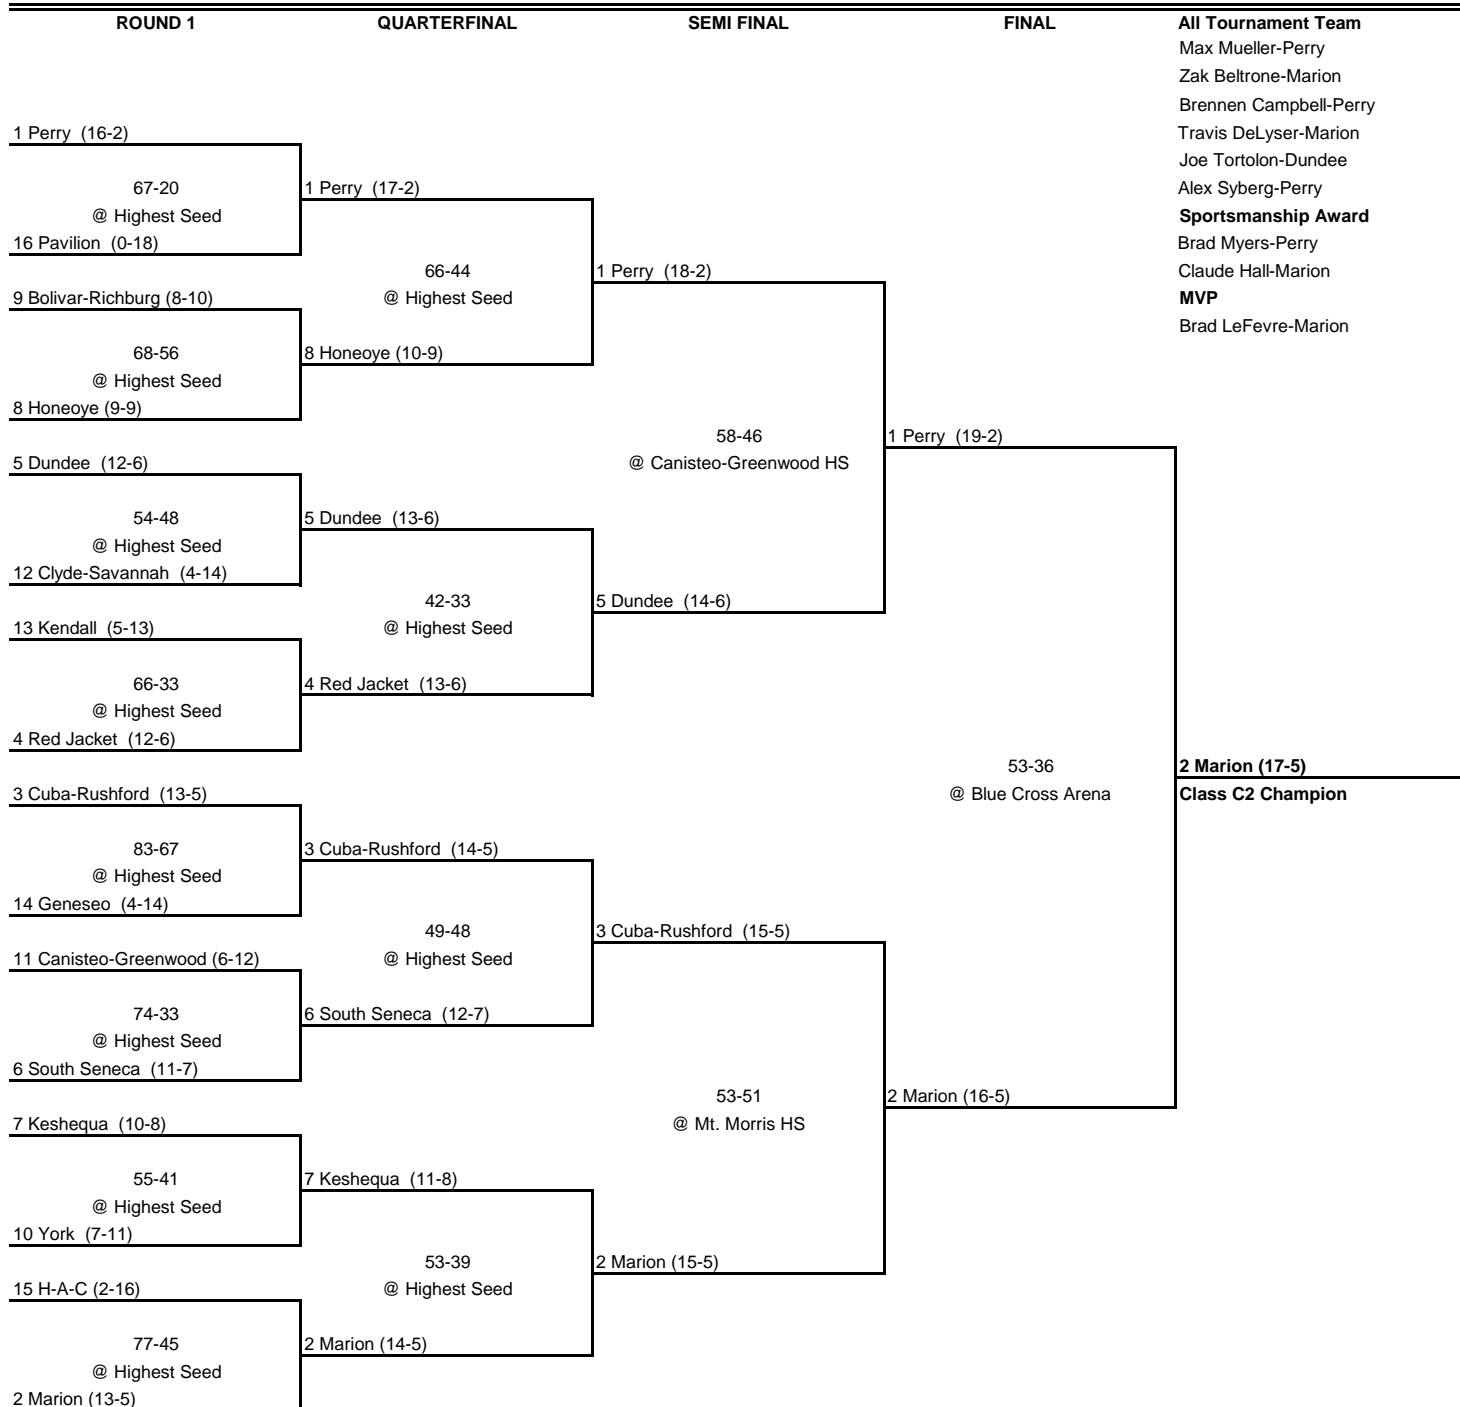 ROUND 1 QUARTERFINAL SEMI FINAL FINAL All Tournament Team
Max Mueller-Perry
Zak Beltrone-Marion
Brennen Campbell-Perry
1 Perry (16-2) Travis DeLyser-Marion
Joe Tortolon-Dundee
67-20 1 Perry (17-2) Alex Syberg-Perry
@ Highest Seed Sportsmanship Award
16 Pavilion (0-18) Brad Myers-Perry
66-44 1 Perry (18-2) Claude Hall-Marion
9 Bolivar-Richburg (8-10) @ Highest Seed MVP
Brad LeFevre-Marion
68-56 8 Honeoye (10-9)
@ Highest Seed
8 Honeoye (9-9)
58-46 1 Perry (19-2)
5 Dundee (12-6) @ Canisteo-Greenwood HS
54-48 5 Dundee (13-6)
@ Highest Seed
12 Clyde-Savannah (4-14)
42-33 5 Dundee (14-6)
13 Kendall (5-13) @ Highest Seed
66-33 4 Red Jacket (13-6)
@ Highest Seed
4 Red Jacket (12-6)
53-36 2 Marion (17-5)
3 Cuba-Rushford (13-5) @ Blue Cross Arena Class C2 Champion
83-67 3 Cuba-Rushford (14-5)
@ Highest Seed
14 Geneseo (4-14)
49-48 3 Cuba-Rushford (15-5)
11 Canisteo-Greenwood (6-12) @ Highest Seed
74-33 6 South Seneca (12-7)
@ Highest Seed
6 South Seneca (11-7)
53-51 2 Marion (16-5)
7 Keshequa (10-8) @ Mt. Morris HS
55-41 7 Keshequa (11-8)
@ Highest Seed
10 York (7-11)
53-39 2 Marion (15-5)
15 H-A-C (2-16) @ Highest Seed
77-45 2 Marion (14-5)
@ Highest Seed
2 Marion (13-5)